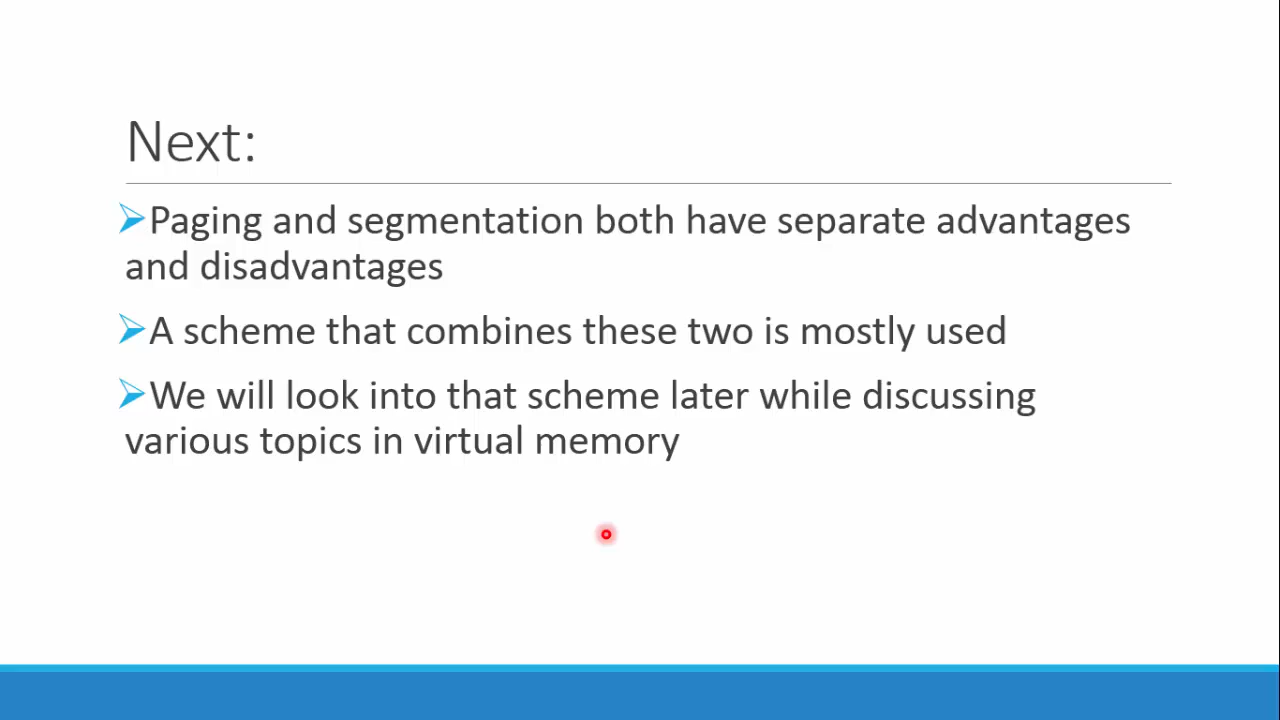 Next:
Paging and segmentation both have separate advantages
and disadvantages
A scheme that combines these two is mostly used
We will look into that scheme later while discussing
various topics in virtual memory